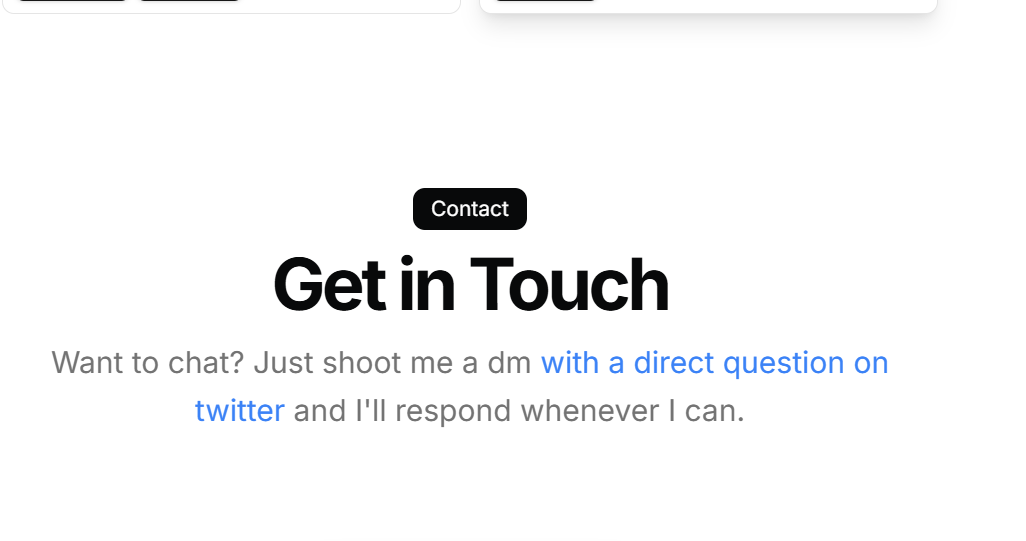 Contact
Get in Touch
Want to chat? Just shoot me a dm with a direct question on
twitter and I'll respond whenever I can.